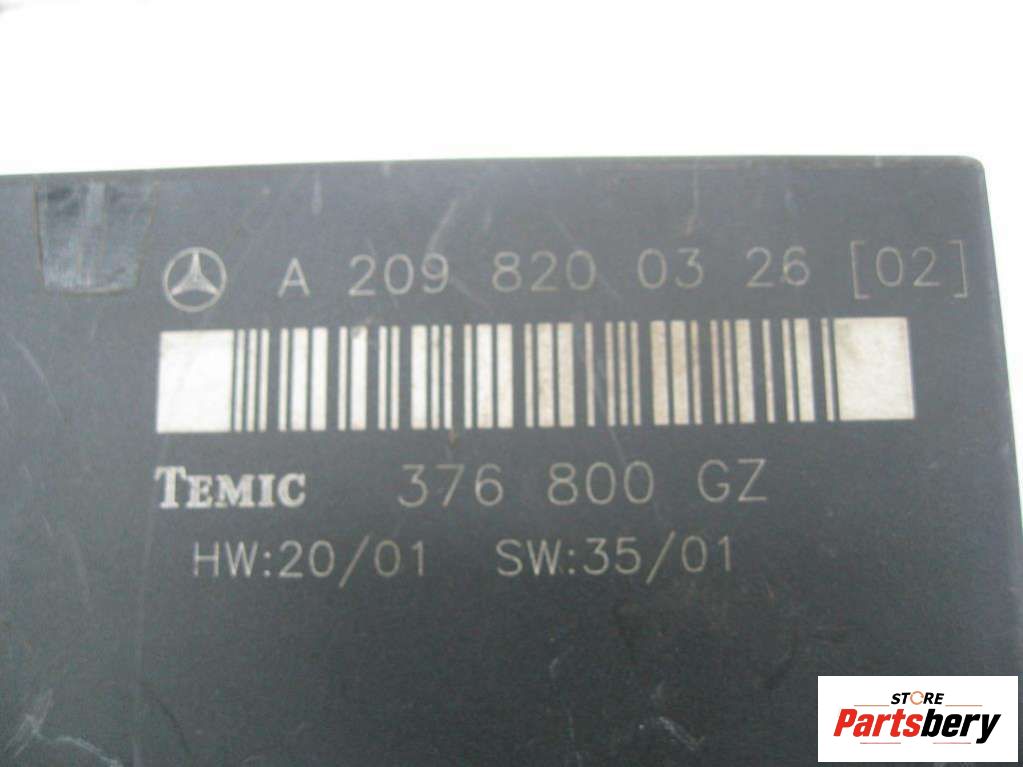 A 209 820 03 26 [02]
TEMIC 376 800 GZ
HW:20/01 SW:35/01
STORE
Partsbery